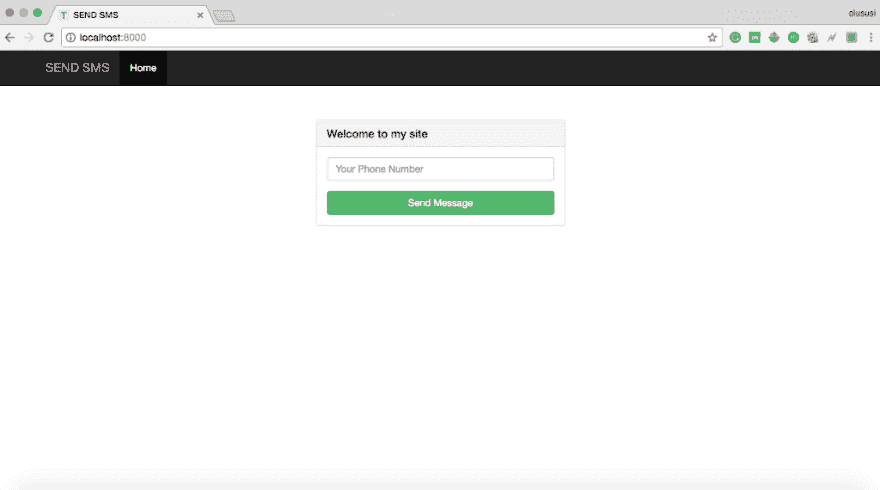 SEND SMS
olususi
localhost:8000
SEND SMS Home
Welcome to my site
Your Phone Number
Send Message